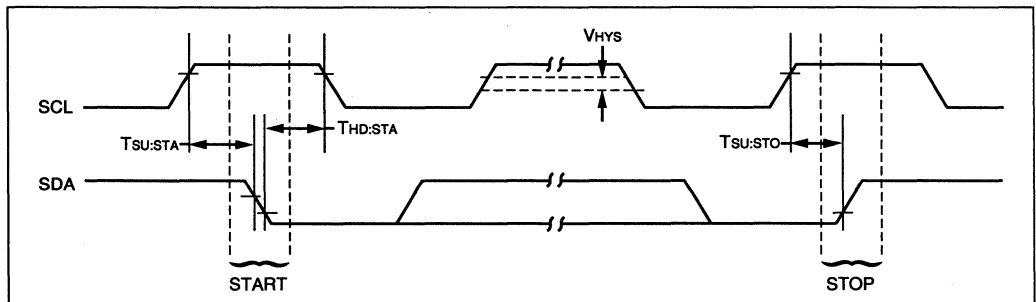 VHYS
SCL
TSU:STA
THD:STA
TSU:STO
SDA
START
STOP